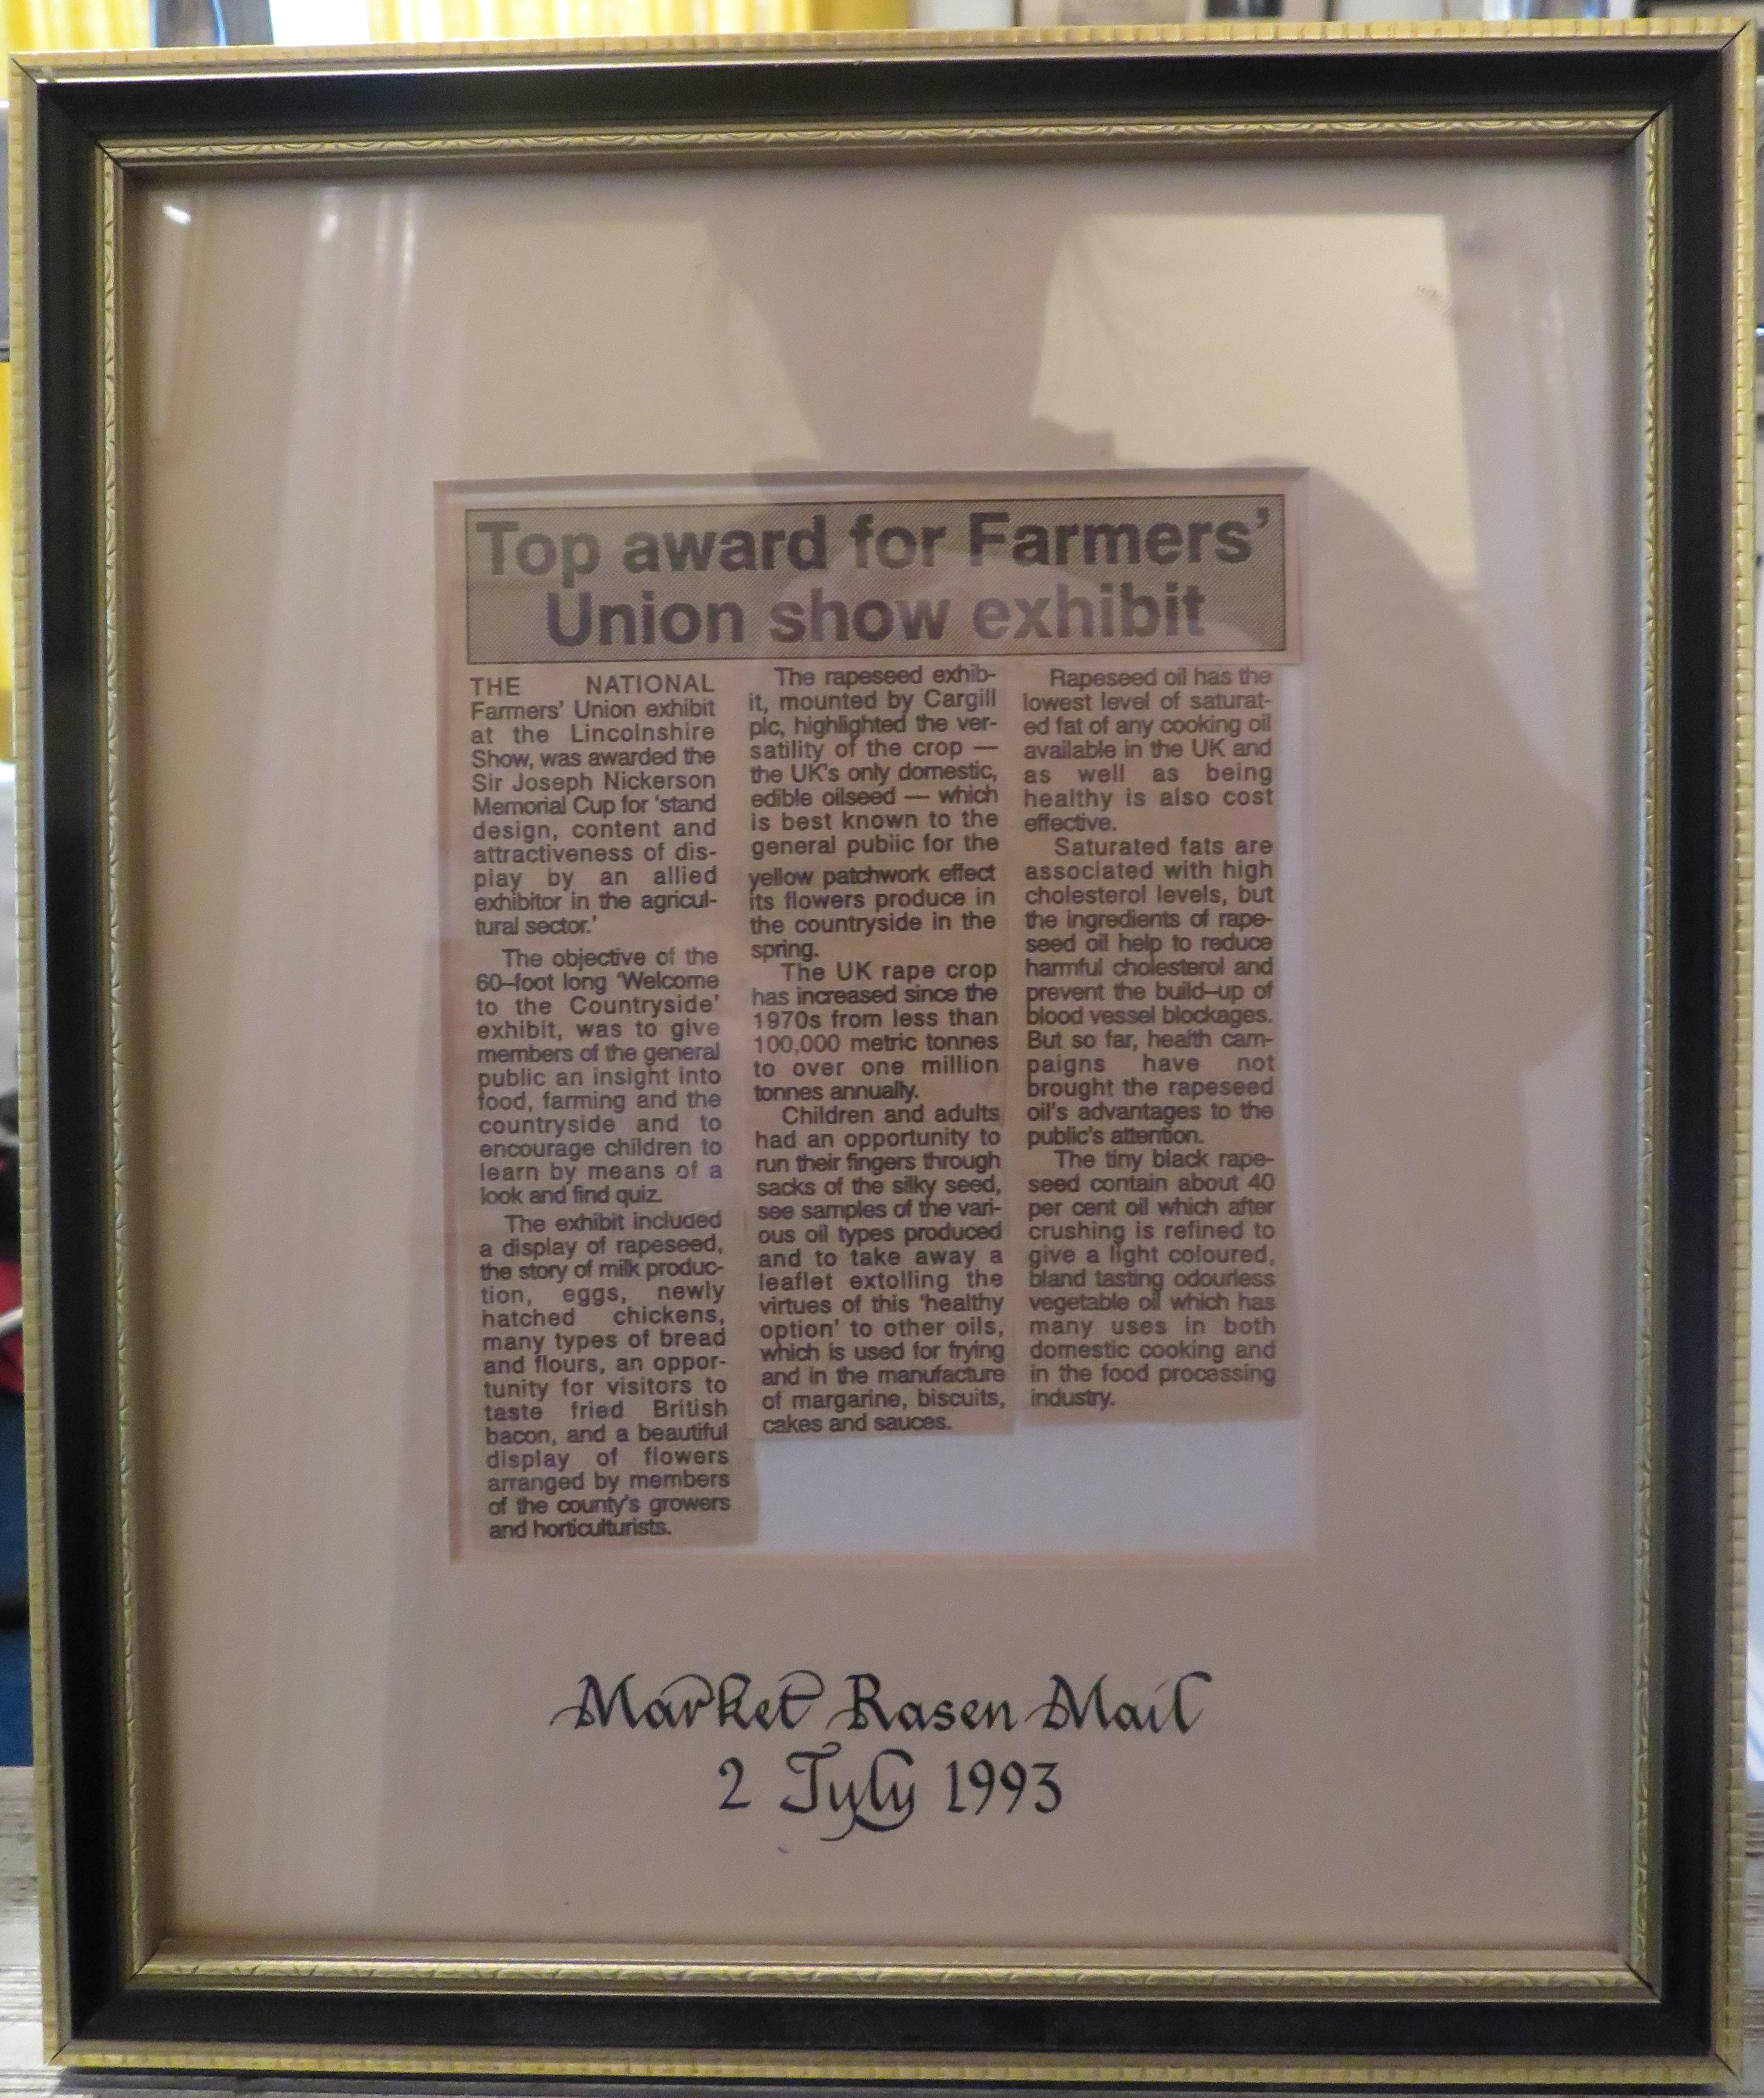 Top award for Farmers'
Union show exhibit
THE NATIONAL
Farmers' Union exhibit
at the Lincolnshire
Show, was awarded the
Sir Joseph Nickerson
Memorial Cup for 'stand
design, content and
attractiveness of dis-
play by an allied
exhibitor in the agricul-
tural sector.'
The objective of the
60–foot long 'Welcome
to the Countryside'
exhibit, was to give
members of the general
public an insight into
food, farming and the
countryside and to
encourage children to
learn by means of a
look and find quiz.
The exhibit included
a display of rapeseed,
the story of milk produc-
tion, eggs, newly
hatched chickens,
many types of bread
and flours, an oppor-
tunity for visitors to
taste fried British
bacon, and a beautiful
display of flowers
arranged by members
of the county's growers
and horticulturists.
The rapeseed exhib-
it, mounted by Cargill
plc, highlighted the ver-
satility of the crop —
the UK's only domestic,
edible oilseed — which
is best known to the
general public for the
yellow patchwork effect
its flowers produce in
the countryside in the
spring.
The UK rape crop
has increased since the
1970s from less than
100,000 metric tonnes
to over one million
tonnes annually.
Children and adults
had an opportunity to
run their fingers through
sacks of the silky seed,
see samples of the vari-
ous oil types produced
and to take away a
leaflet extolling the
virtues of this 'healthy
option' to other oils,
which is used for frying
and in the manufacture
of margarine, biscuits,
cakes and sauces.
Rapeseed oil has the
lowest level of saturat-
ed fat of any cooking oil
available in the UK and
as well as being
healthy is also cost
effective.
Saturated fats are
associated with high
cholesterol levels, but
the ingredients of rape-
seed oil help to reduce
harmful cholesterol and
prevent the build–up of
blood vessel blockages.
But so far, health cam-
paigns have not
brought the rapeseed
oil's advantages to the
public's attention.
The tiny black rape-
seed contain about 40
per cent oil which after
crushing is refined to
give a light coloured,
bland tasting odourless
vegetable oil which has
many uses in both
domestic cooking and
in the food processing
industry.
Market Rasen Mail
2 July 1993